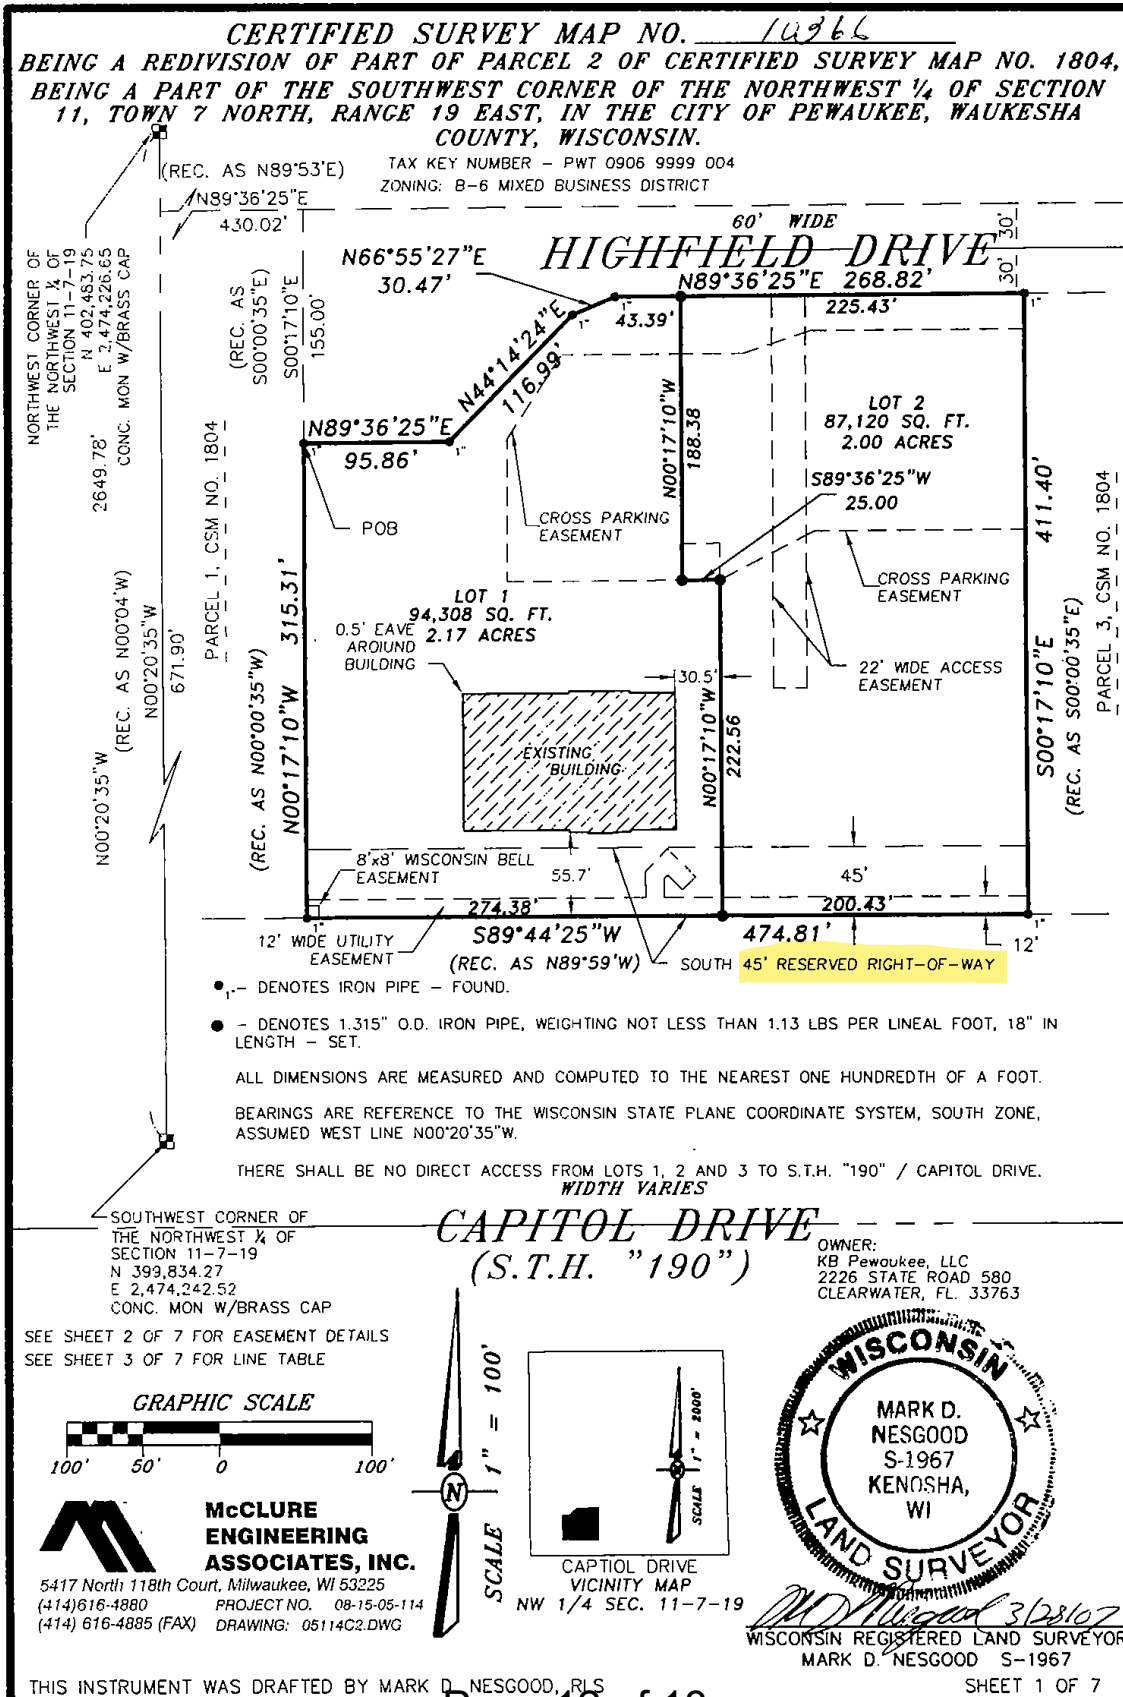 CERTIFIED SURVEY MAP NO. 10366
BEING A REDIVISION OF PART OF PARCEL 2 OF CERTIFIED SURVEY MAP NO. 1804,
BEING A PART OF THE SOUTHWEST CORNER OF THE NORTHWEST ¼ OF SECTION
11, TOWN 7 NORTH, RANGE 19 EAST, IN THE CITY OF PEWAUKEE, WAUKESHA
COUNTY, WISCONSIN.
TAX KEY NUMBER – PWT 0906 9999 004
ZONING: B-6 MIXED BUSINESS DISTRICT
(REC. AS N89°53'E)
N89°36'25"E
430.02'
NORTHWEST CORNER OF
THE NORTHWEST ¼ OF
SECTION 11-7-19
N 402,483.75
E 2,474,226.65
CONC. MON W/BRASS CAP
(REC. AS
S00°00'35"E)
S00°17'10"E
155.00'
N66°55'27"E
30.47'
60' WIDE
HIGHFIELD DRIVE
30'
30'
N89°36'25"E 268.82'
43.39'
225.43'
1"
1"
N44°14'24"E
116.99'
N89°36'25"E
95.86'
1"
1"
1"
POB
CROSS PARKING
EASEMENT
N00°17'10"W
188.38
LOT 2
87,120 SQ. FT.
2.00 ACRES
S89°36'25"W
25.00
411.40'
S00°17'10"E
(REC. AS S00°00'35"E)
PARCEL 3, CSM NO. 1804
CROSS PARKING
EASEMENT
22' WIDE ACCESS
EASEMENT
2649.78'
N00°20'35"W
(REC. AS N00°04'W)
N00°20'35"W
671.90'
PARCEL 1, CSM NO. 1804
315.31'
N00°17'10"W
(REC. AS N00°00'35"W)
LOT 1
94,308 SQ. FT.
2.17 ACRES
0.5' EAVE
AROUND
BUILDING
30.5'
N00°17'10"W
222.56
EXISTING
BUILDING
8'x8' WISCONSIN BELL
EASEMENT
55.7'
45'
274.38'
200.43'
1"
1"
12' WIDE UTILITY
EASEMENT
S89°44'25"W
474.81'
12'
(REC. AS N89°59'W)
SOUTH 45' RESERVED RIGHT-OF-WAY
1" – DENOTES IRON PIPE – FOUND.
– DENOTES 1.315" O.D. IRON PIPE, WEIGHTING NOT LESS THAN 1.13 LBS PER LINEAL FOOT, 18" IN
LENGTH – SET.
ALL DIMENSIONS ARE MEASURED AND COMPUTED TO THE NEAREST ONE HUNDREDTH OF A FOOT.
BEARINGS ARE REFERENCE TO THE WISCONSIN STATE PLANE COORDINATE SYSTEM, SOUTH ZONE,
ASSUMED WEST LINE N00°20'35"W.
THERE SHALL BE NO DIRECT ACCESS FROM LOTS 1, 2 AND 3 TO S.T.H. "190" / CAPITOL DRIVE.
WIDTH VARIES
CAPITOL DRIVE
(S.T.H. "190")
SOUTHWEST CORNER OF
THE NORTHWEST ¼ OF
SECTION 11-7-19
N 399,834.27
E 2,474,242.52
CONC. MON W/BRASS CAP
OWNER:
KB Pewaukee, LLC
2226 STATE ROAD 580
CLEARWATER, FL. 33763
SEE SHEET 2 OF 7 FOR EASEMENT DETAILS
SEE SHEET 3 OF 7 FOR LINE TABLE
GRAPHIC SCALE
100' 50' 0 100'
N
SCALE 1" = 100'
N
SCALE 1" = 2000'
CAPTIOL DRIVE
VICINITY MAP
NW 1/4 SEC. 11-7-19
WISCONSIN
MARK D.
NESGOOD
S-1967
KENOSHA,
WI
LAND SURVEYOR
McCLURE
ENGINEERING
ASSOCIATES, INC.
5417 North 118th Court, Milwaukee, WI 53225
(414)616-4880 PROJECT NO. 08-15-05-114
(414) 616-4885 (FAX) DRAWING: 05114C2.DWG
3/28/07
WISCONSIN REGISTERED LAND SURVEYOR
MARK D. NESGOOD S-1967
THIS INSTRUMENT WAS DRAFTED BY MARK D. NESGOOD, RLS
SHEET 1 OF 7